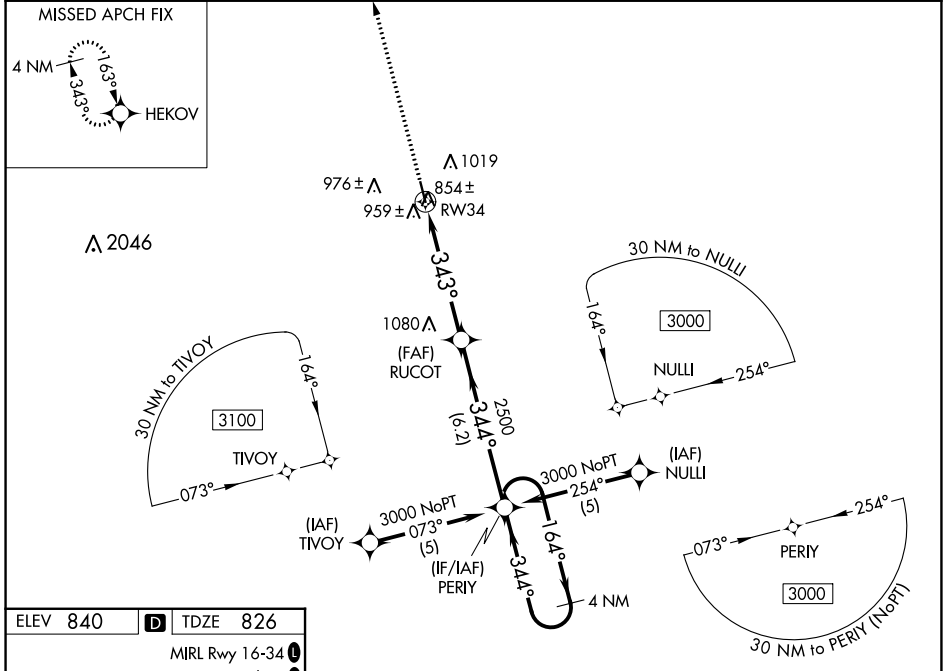 MISSED APCH FIX
4 NM
343°
163°
HEKOV
1019
976±
854±
959±
RW34
2046
343°
30 NM to NULLI
164°
3000
NULLI
254°
1080
(FAF)
RUCOT
30 NM to TIVOY
164°
3100
TIVOY
073°
2500
344°
(6.2)
(IAF)
NULLI
3000 NoPT
254°
(5)
(IAF)
TIVOY
3000 NoPT
073°
(5)
(IF/IAF)
PERIY
344°
164°
4 NM
073°
254°
PERIY
3000
30 NM to PERIY (NoPT)
ELEV 840
D
TDZE 826
MIRL Rwy 16-34 L